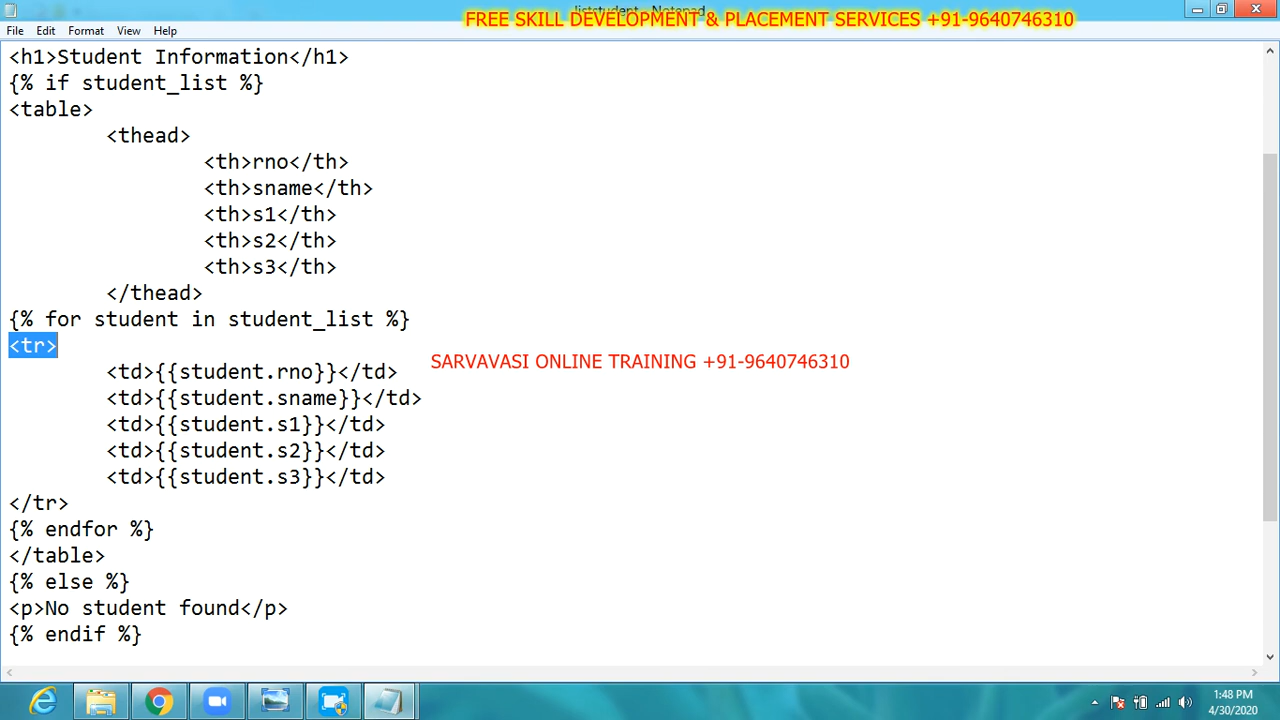 liststudent - Notepad
FREE SKILL DEVELOPMENT & PLACEMENT SERVICES +91-9640746310
File Edit Format View Help
<h1>Student Information</h1>
{% if student_list %}
<table>
<thead>
<th>rno</th>
<th>sname</th>
<th>s1</th>
<th>s2</th>
<th>s3</th>
</thead>
{% for student in student_list %}
<tr>
SARVAVASI ONLINE TRAINING +91-9640746310
<td>{{student.rno}}</td>
<td>{{student.sname}}</td>
<td>{{student.s1}}</td>
<td>{{student.s2}}</td>
<td>{{student.s3}}</td>
</tr>
{% endfor %}
</table>
{% else %}
<p>No student found</p>
{% endif %}
1:48 PM
4/30/2020